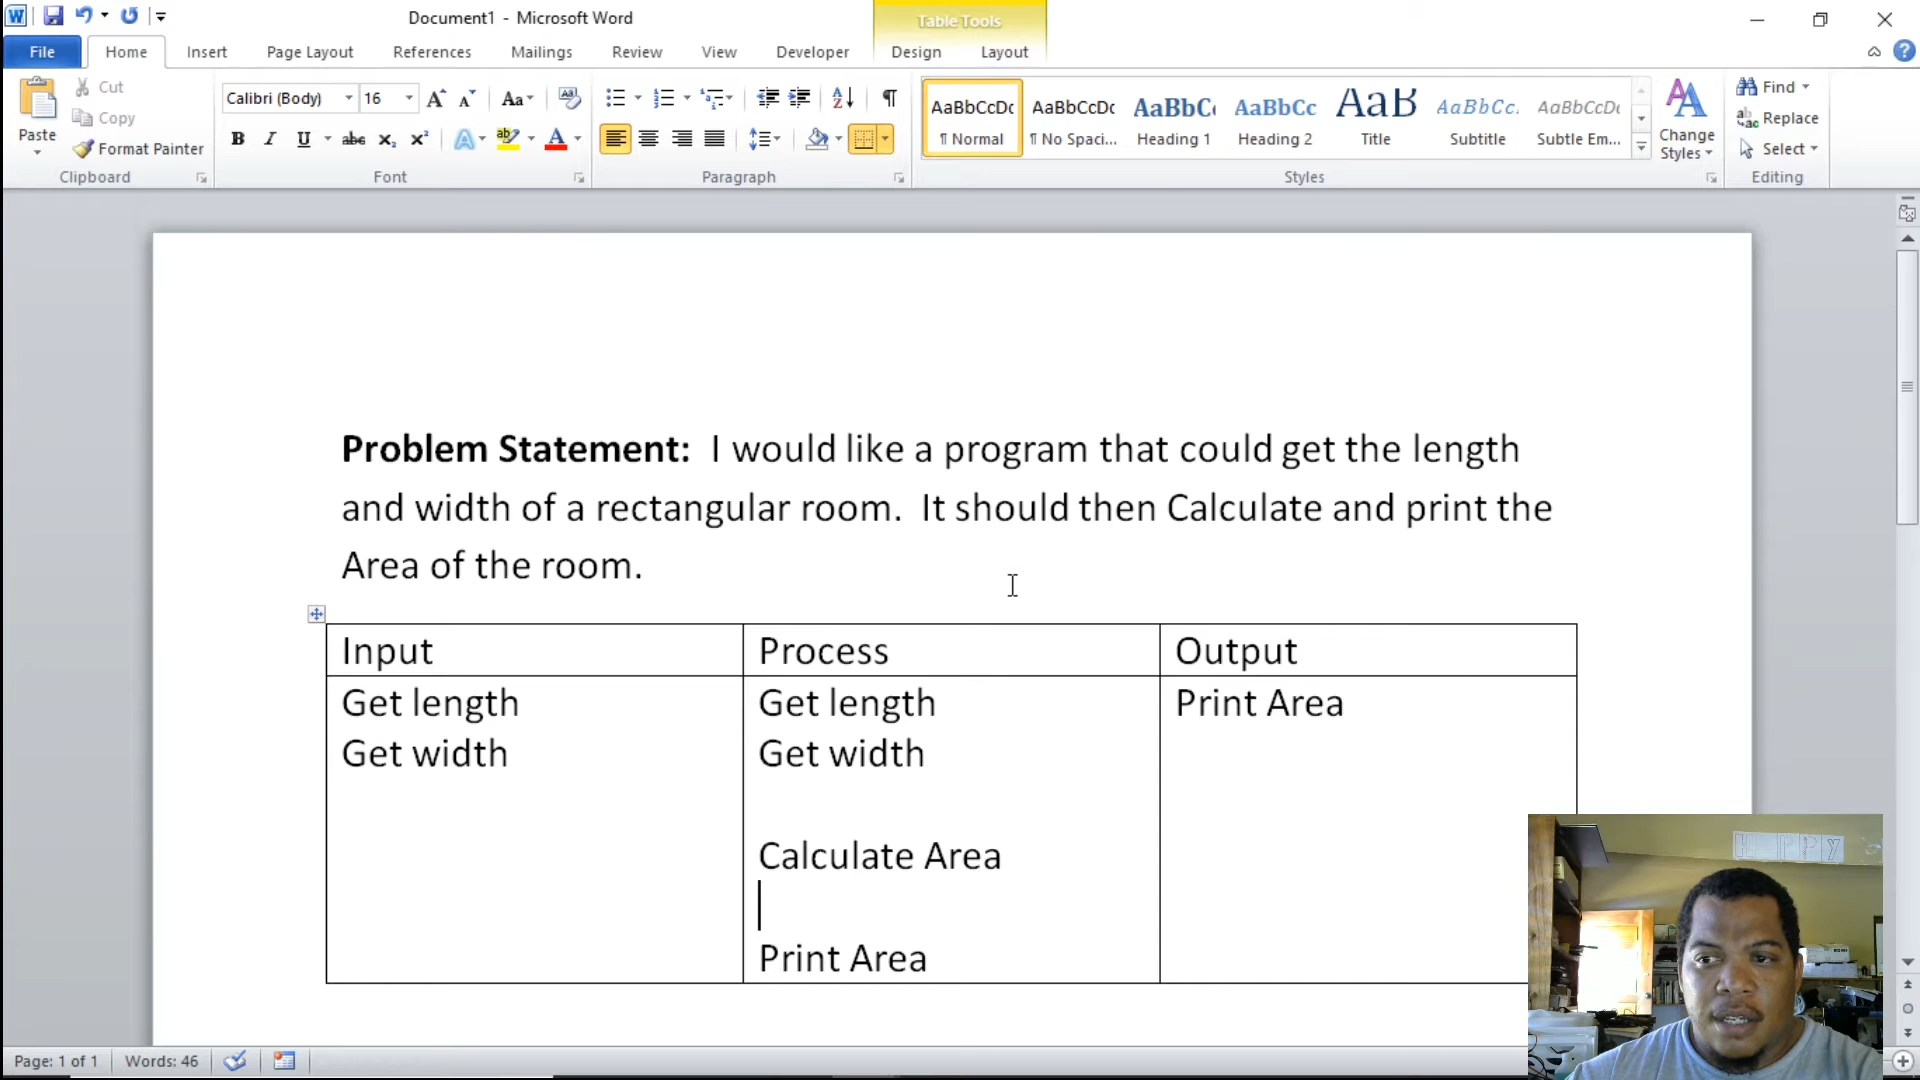 Document1 - Microsoft Word
Table Tools
File Home Insert Page Layout References Mailings Review View Developer Design Layout
Paste
Cut
Copy
Format Painter
Clipboard
Calibri (Body) 16
Font
Paragraph
AaBbCcDc AaBbCcDc AaBbC AaBbCc AaB AaBbCc. AaBbCcDc
¶ Normal ¶ No Spaci... Heading 1 Heading 2 Title Subtitle Subtle Em...
Change
Styles
Styles
Find
Replace
Select
Editing
Problem Statement: I would like a program that could get the length
and width of a rectangular room. It should then Calculate and print the
Area of the room.
Input Process Output
Get length Get length Print Area
Get width Get width
Calculate Area
Print Area
HAPPY
Page: 1 of 1 Words: 46